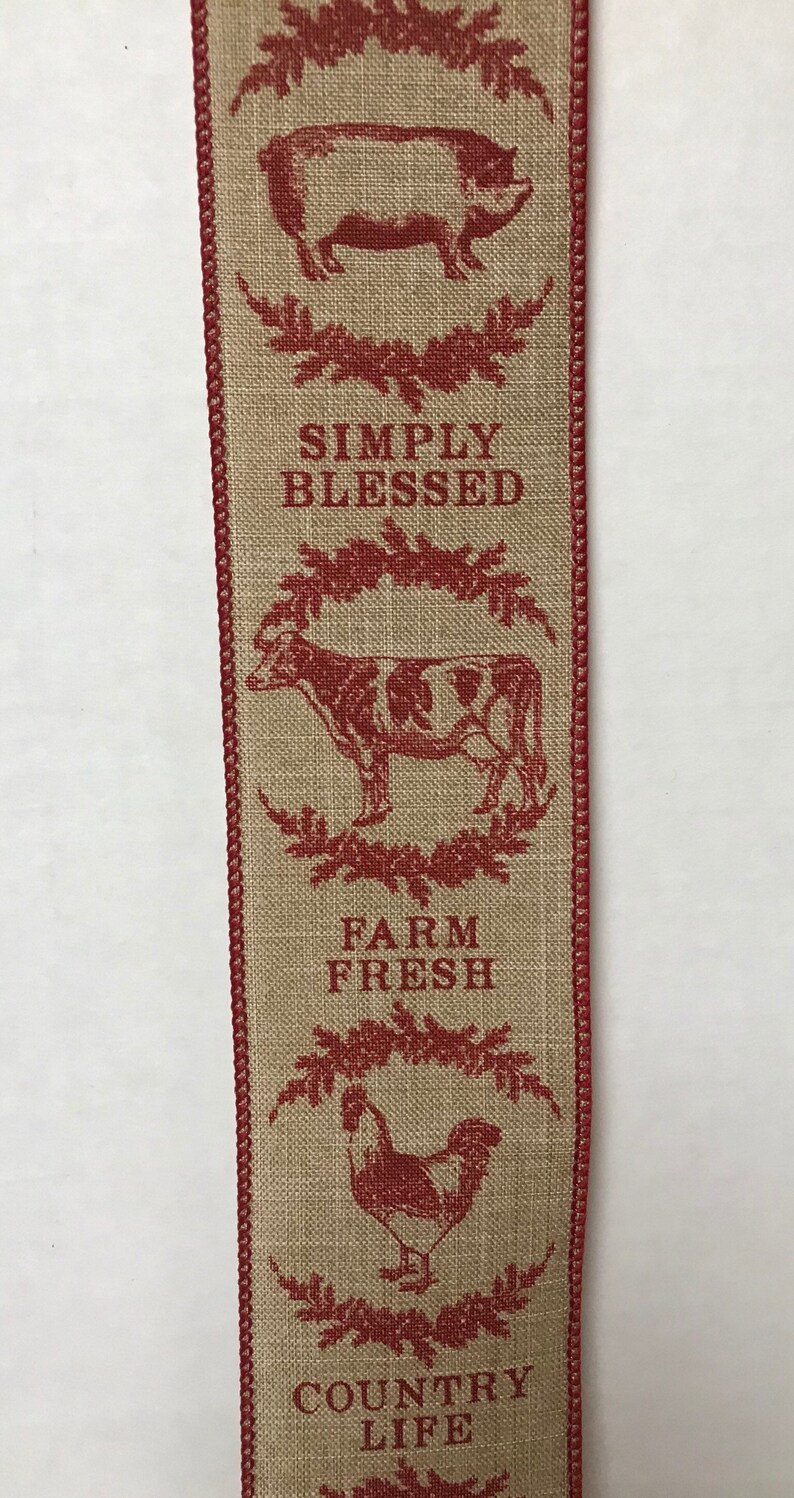 SIMPLY
BLESSED
FARM
FRESH
COUNTRY
LIFE